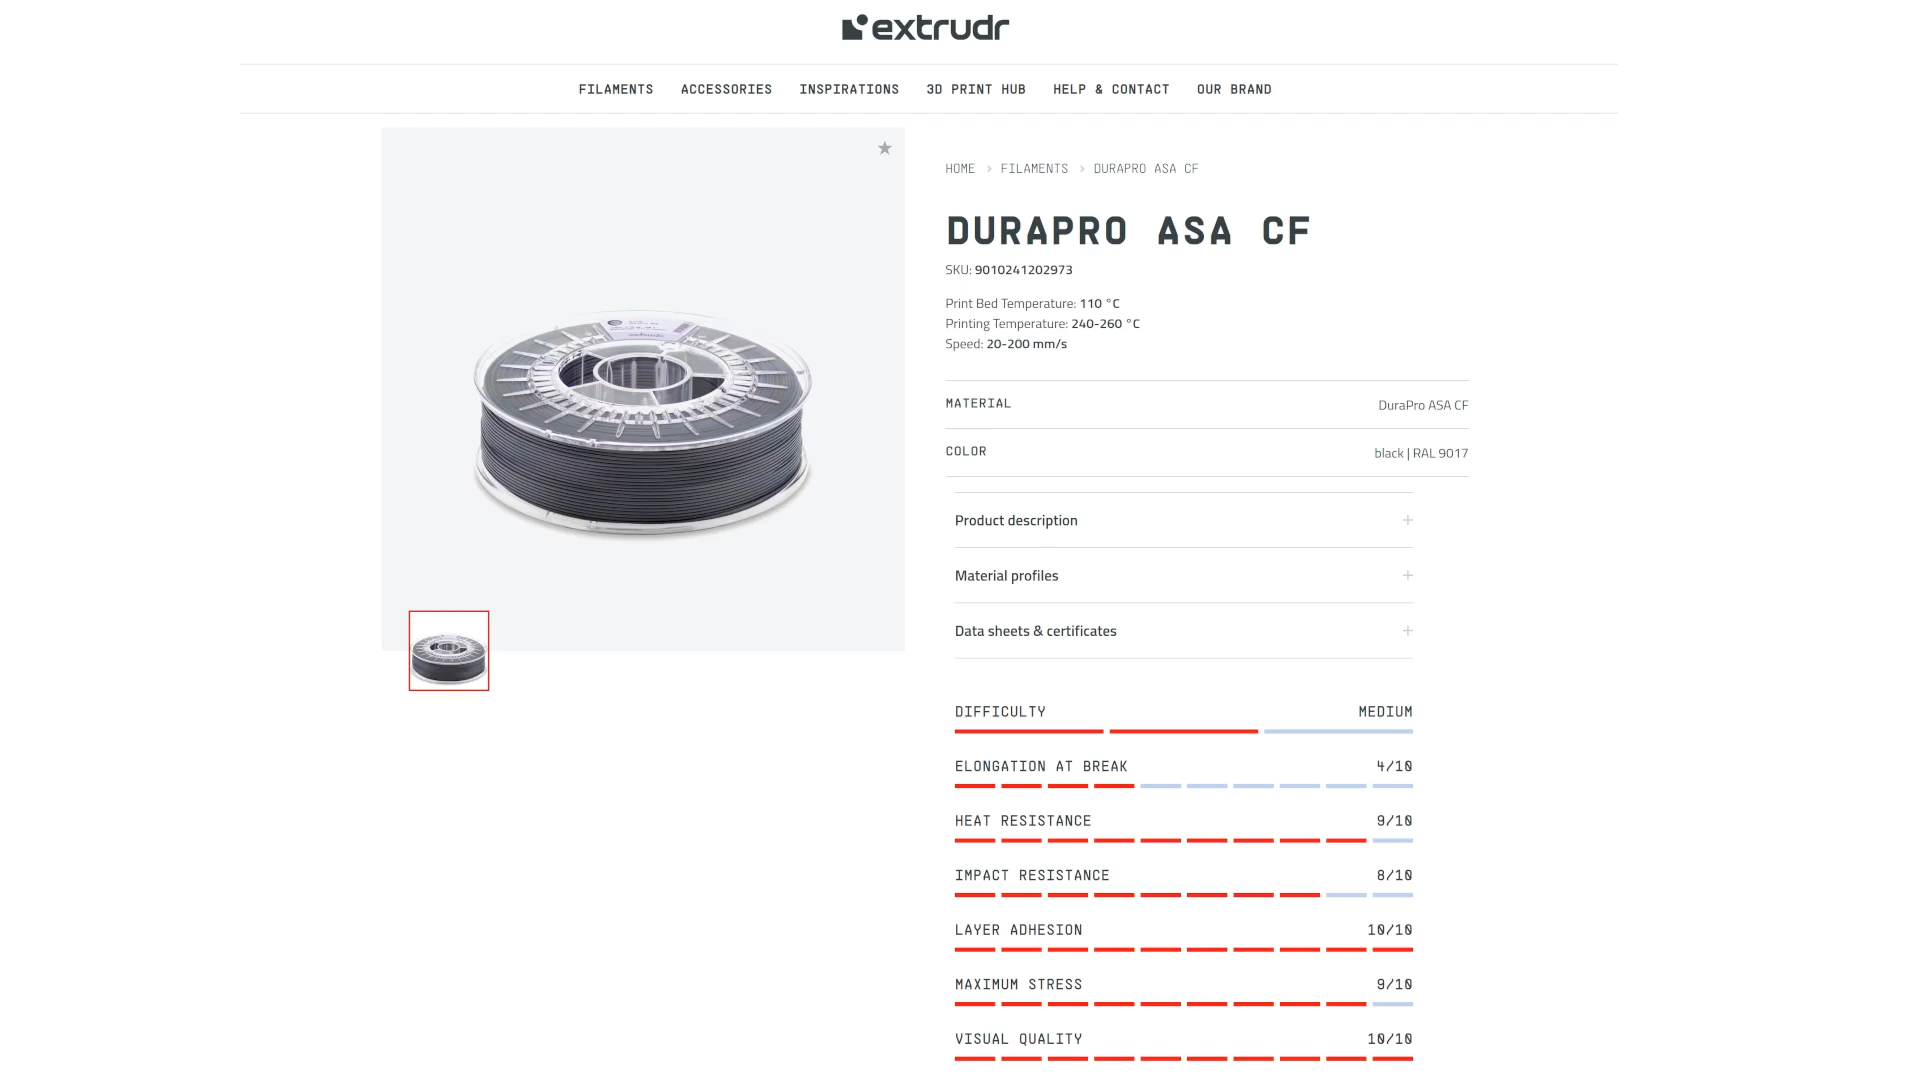 extrudr
FILAMENTS ACCESSORIES INSPIRATIONS 3D PRINT HUB HELP & CONTACT OUR BRAND
HOME > FILAMENTS > DURAPRO ASA CF
DURAPRO ASA CF
SKU: 9010241202973
Print Bed Temperature: 110 °C
Printing Temperature: 240-260 °C
Speed: 20-200 mm/s
MATERIAL DuraPro ASA CF
COLOR black | RAL 9017
Product description +
Material profiles +
Data sheets & certificates +
DIFFICULTY MEDIUM
ELONGATION AT BREAK 4/10
HEAT RESISTANCE 9/10
IMPACT RESISTANCE 8/10
LAYER ADHESION 10/10
MAXIMUM STRESS 9/10
VISUAL QUALITY 10/10